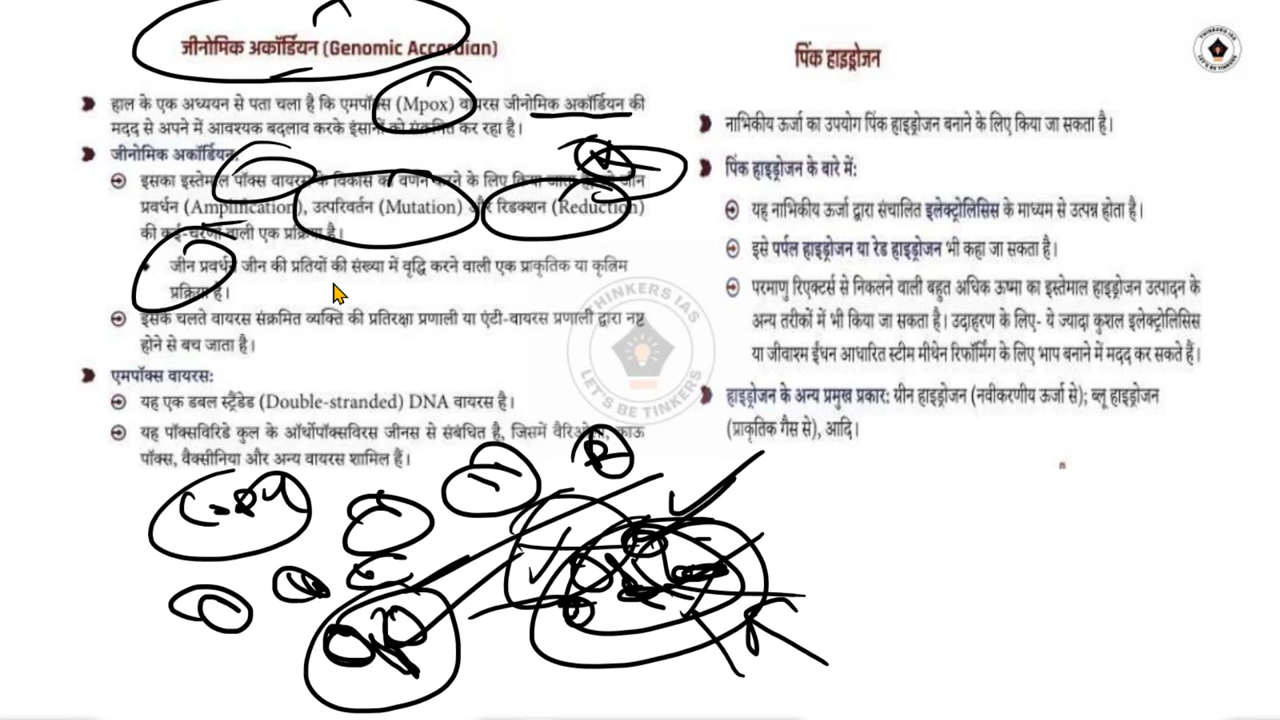 जीनोमिक अकॉर्डियन (Genomic Accordian)
हाल के एक अध्ययन से पता चला है कि एमपॉक्स (Mpox) वायरस जीनोमिक अकॉर्डियन की
मदद से अपने में आवश्यक बदलाव करके इंसानों को संक्रमित कर रहा है।
जीनोमिक अकॉर्डियन:
इसका इस्तेमाल पॉक्स वायरस के विकास का वर्णन करने के लिए किया जाता है। जीन
प्रवर्धन (Amplification), उत्परिवर्तन (Mutation) और रिडक्शन (Reduction)
की कई-चरणों वाली एक प्रक्रिया है।
जीन प्रवर्धन जीन की प्रतियों की संख्या में वृद्धि करने वाली एक प्राकृतिक या कृत्रिम
प्रक्रिया है।
इसके चलते वायरस संक्रमित व्यक्ति की प्रतिरक्षा प्रणाली या एंटी-वायरस प्रणाली द्वारा नष्ट
होने से बच जाता है।
एमपॉक्स वायरस:
यह एक डबल स्ट्रैंडेड (Double-stranded) DNA वायरस है।
यह पॉक्सविरिडे कुल के ऑर्थोपॉक्सविरस जीनस से संबंधित है, जिसमें वैरिओला, काऊ
पॉक्स, वैक्सीनिया और अन्य वायरस शामिल हैं।
पिंक हाइड्रोजन
नाभिकीय ऊर्जा का उपयोग पिंक हाइड्रोजन बनाने के लिए किया जा सकता है।
पिंक हाइड्रोजन के बारे में:
यह नाभिकीय ऊर्जा द्वारा संचालित इलेक्ट्रोलिसिस के माध्यम से उत्पन्न होता है।
इसे पर्पल हाइड्रोजन या रेड हाइड्रोजन भी कहा जा सकता है।
परमाणु रिएक्टर्स से निकलने वाली बहुत अधिक ऊष्मा का इस्तेमाल हाइड्रोजन उत्पादन के
अन्य तरीकों में भी किया जा सकता है। उदाहरण के लिए- ये ज्यादा कुशल इलेक्ट्रोलिसिस
या जीवाश्म ईंधन आधारित स्टीम मीथेन रिफॉर्मिंग के लिए भाप बनाने में मदद कर सकते हैं।
हाइड्रोजन के अन्य प्रमुख प्रकार: ग्रीन हाइड्रोजन (नवीकरणीय ऊर्जा से); ब्लू हाइड्रोजन
(प्राकृतिक गैस से), आदि।
THINKERS IAS
LET'S BE TINKERS
THINKERS IAS
LET'S BE TINKERS